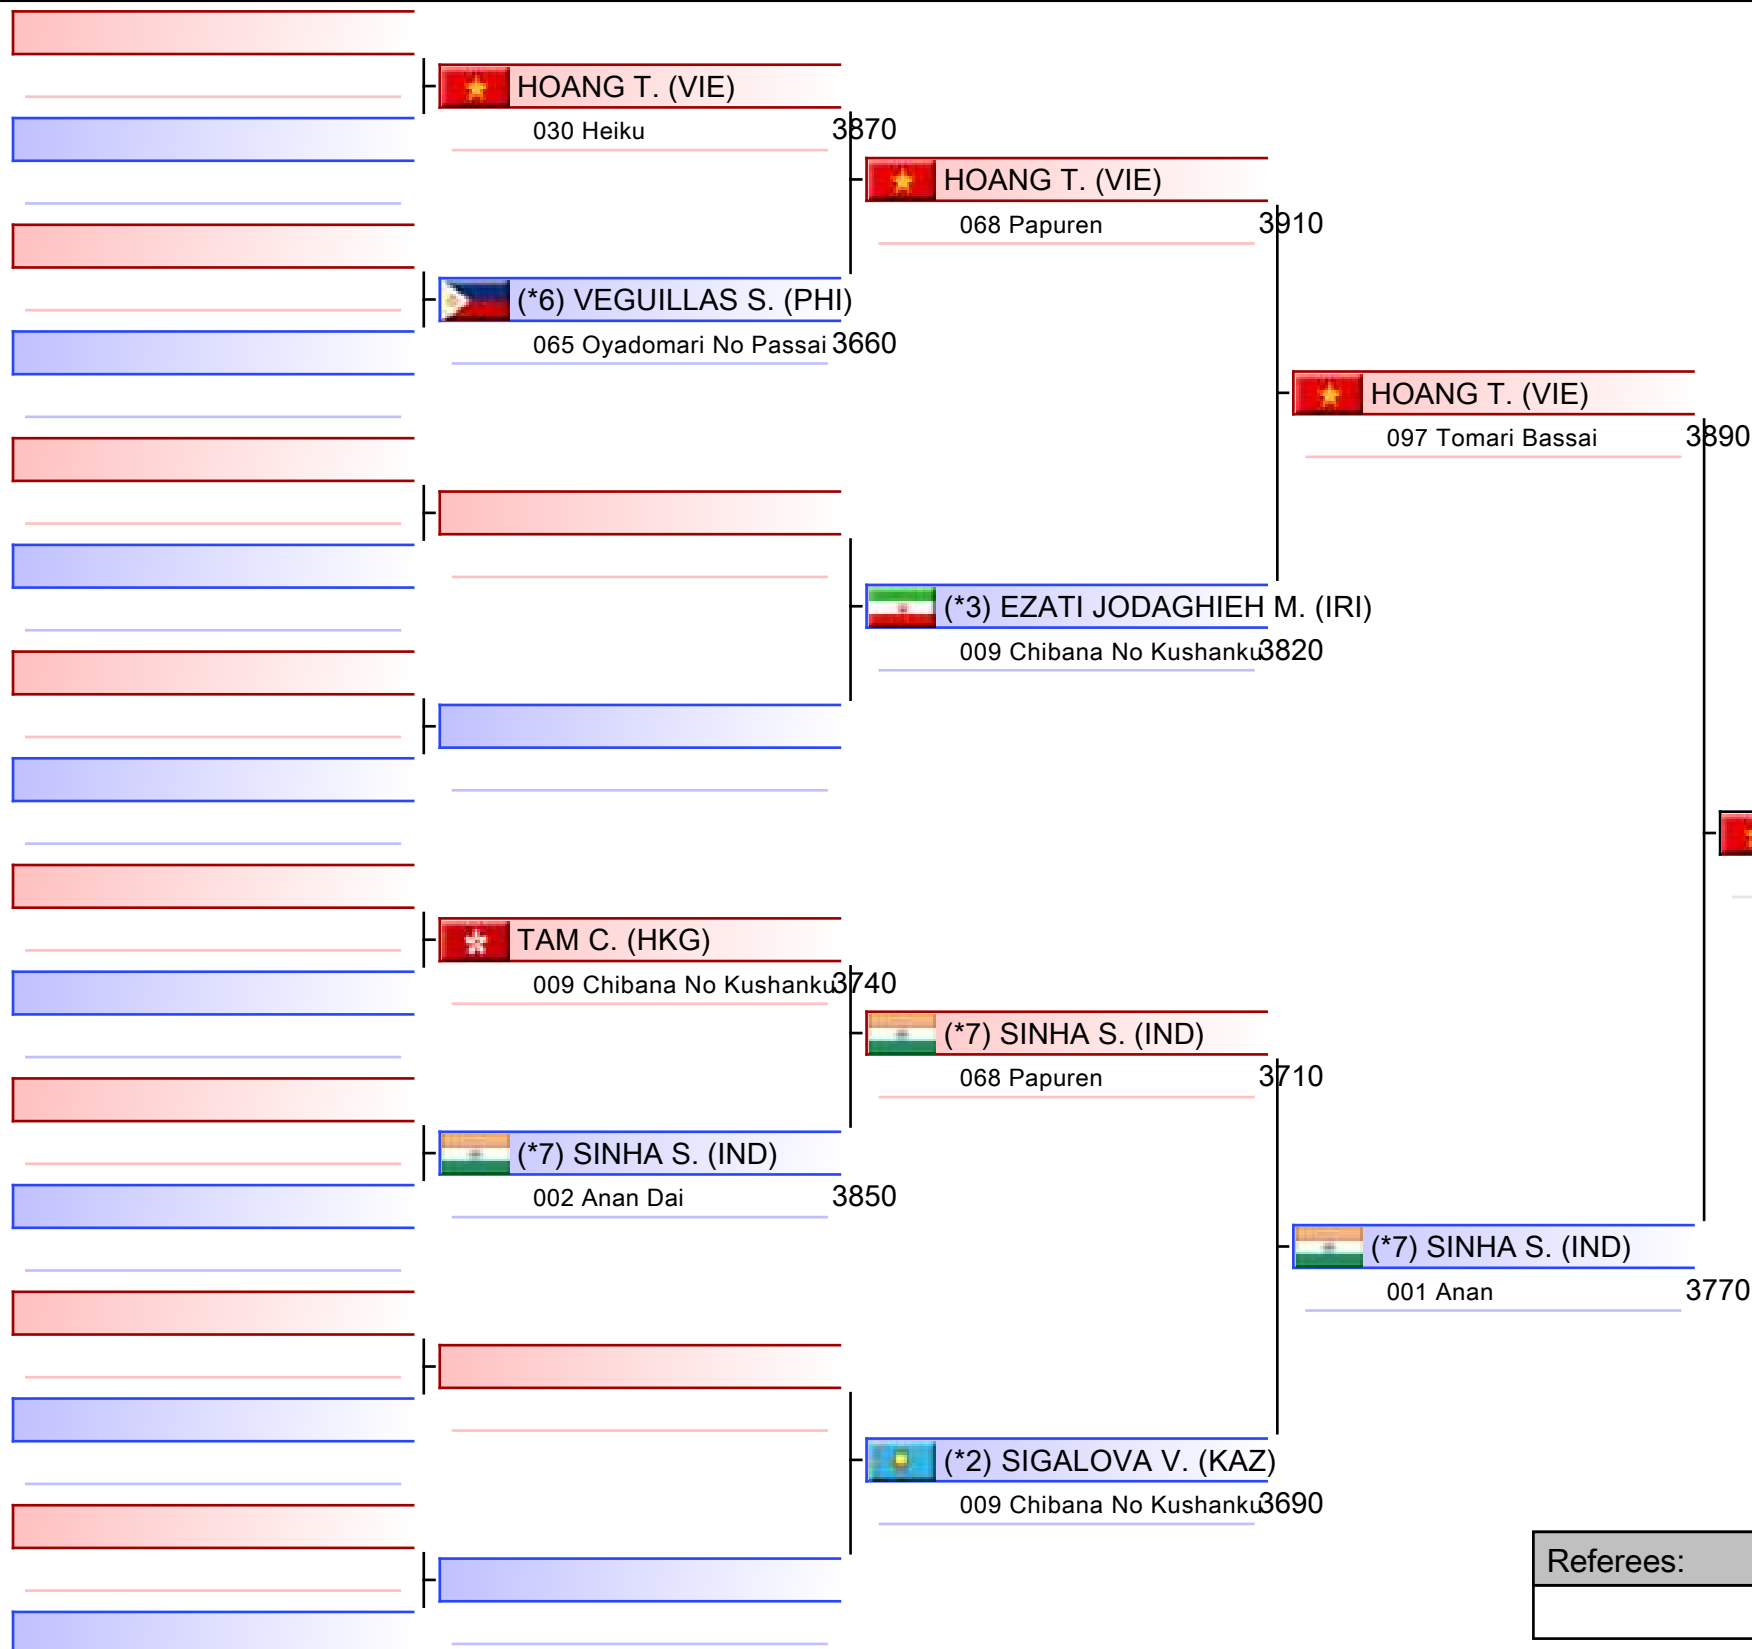 HOANG T. (VIE)
030 Heiku 3870
HOANG T. (VIE)
068 Papuren 3910
(*6) VEGUILLAS S. (PHI)
065 Oyadomari No Passai 3660
HOANG T. (VIE)
097 Tomari Bassai 3890
(*3) EZATI JODAGHIEH M. (IRI)
009 Chibana No Kushanku 3820
TAM C. (HKG)
009 Chibana No Kushanku 3740
(*7) SINHA S. (IND)
068 Papuren 3710
(*7) SINHA S. (IND)
002 Anan Dai 3850
(*7) SINHA S. (IND)
001 Anan 3770
(*2) SIGALOVA V. (KAZ)
009 Chibana No Kushanku 3690
Referees: